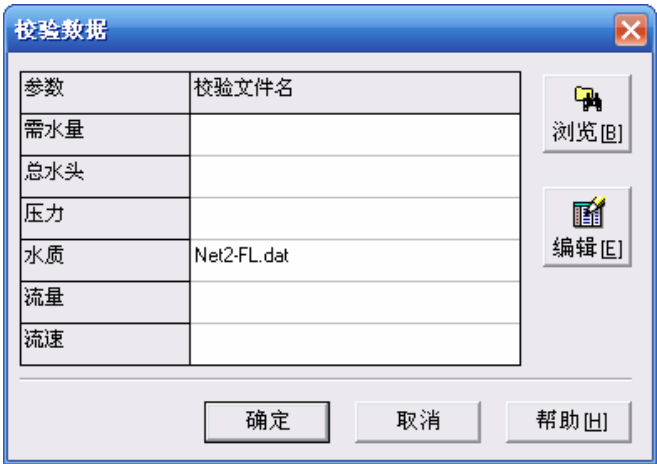 校验数据
参数 校验文件名
需水量
总水头
压力
水质 Net2-FL.dat
流量
流速
浏览[B]
编辑[E]
确定 取消 帮助[H]